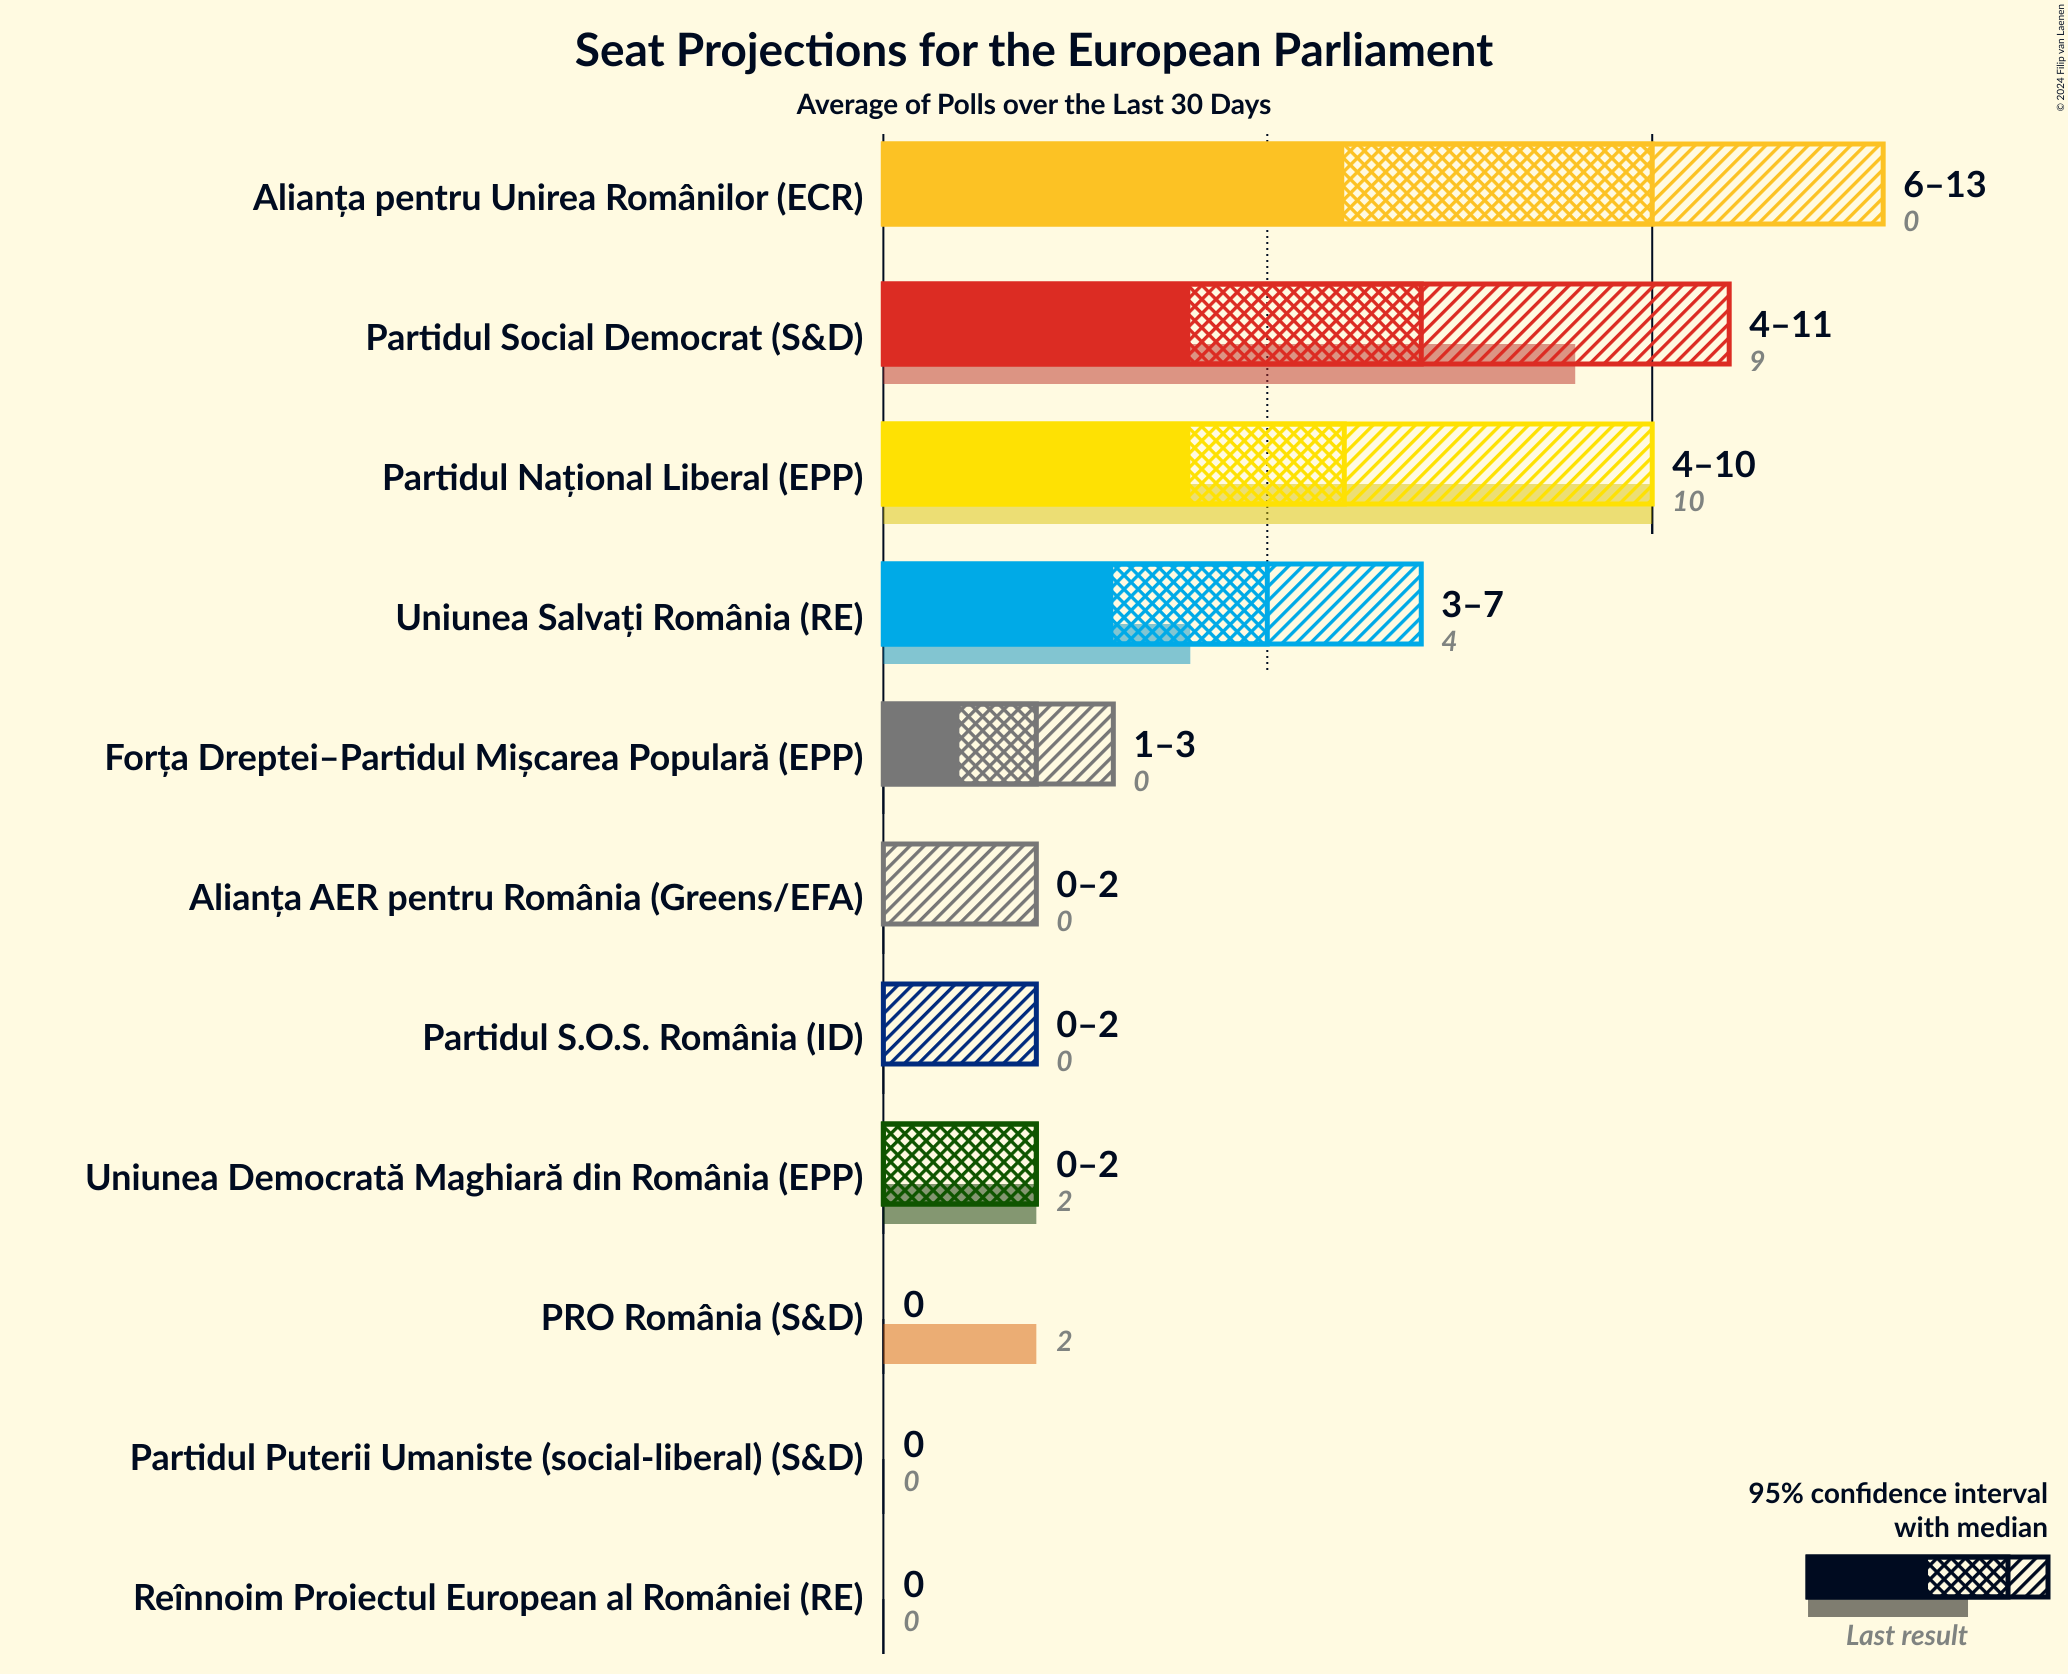 Seat Projections for the European Parliament
Average of Polls over the Last 30 Days
© 2024 Filip van Laenen
Alianța pentru Unirea Românilor (ECR)
6–13
0
Partidul Social Democrat (S&D)
4–11
9
Partidul Național Liberal (EPP)
4–10
10
Uniunea Salvați România (RE)
3–7
4
Forța Dreptei–Partidul Mișcarea Populară (EPP)
1–3
0
Alianța AER pentru România (Greens/EFA)
0–2
0
Partidul S.O.S. România (ID)
0–2
0
Uniunea Democrată Maghiară din România (EPP)
0–2
2
PRO România (S&D)
0
2
Partidul Puterii Umaniste (social-liberal) (S&D)
0
0
Reînnoim Proiectul European al României (RE)
0
0
95% confidence interval
with median
Last result